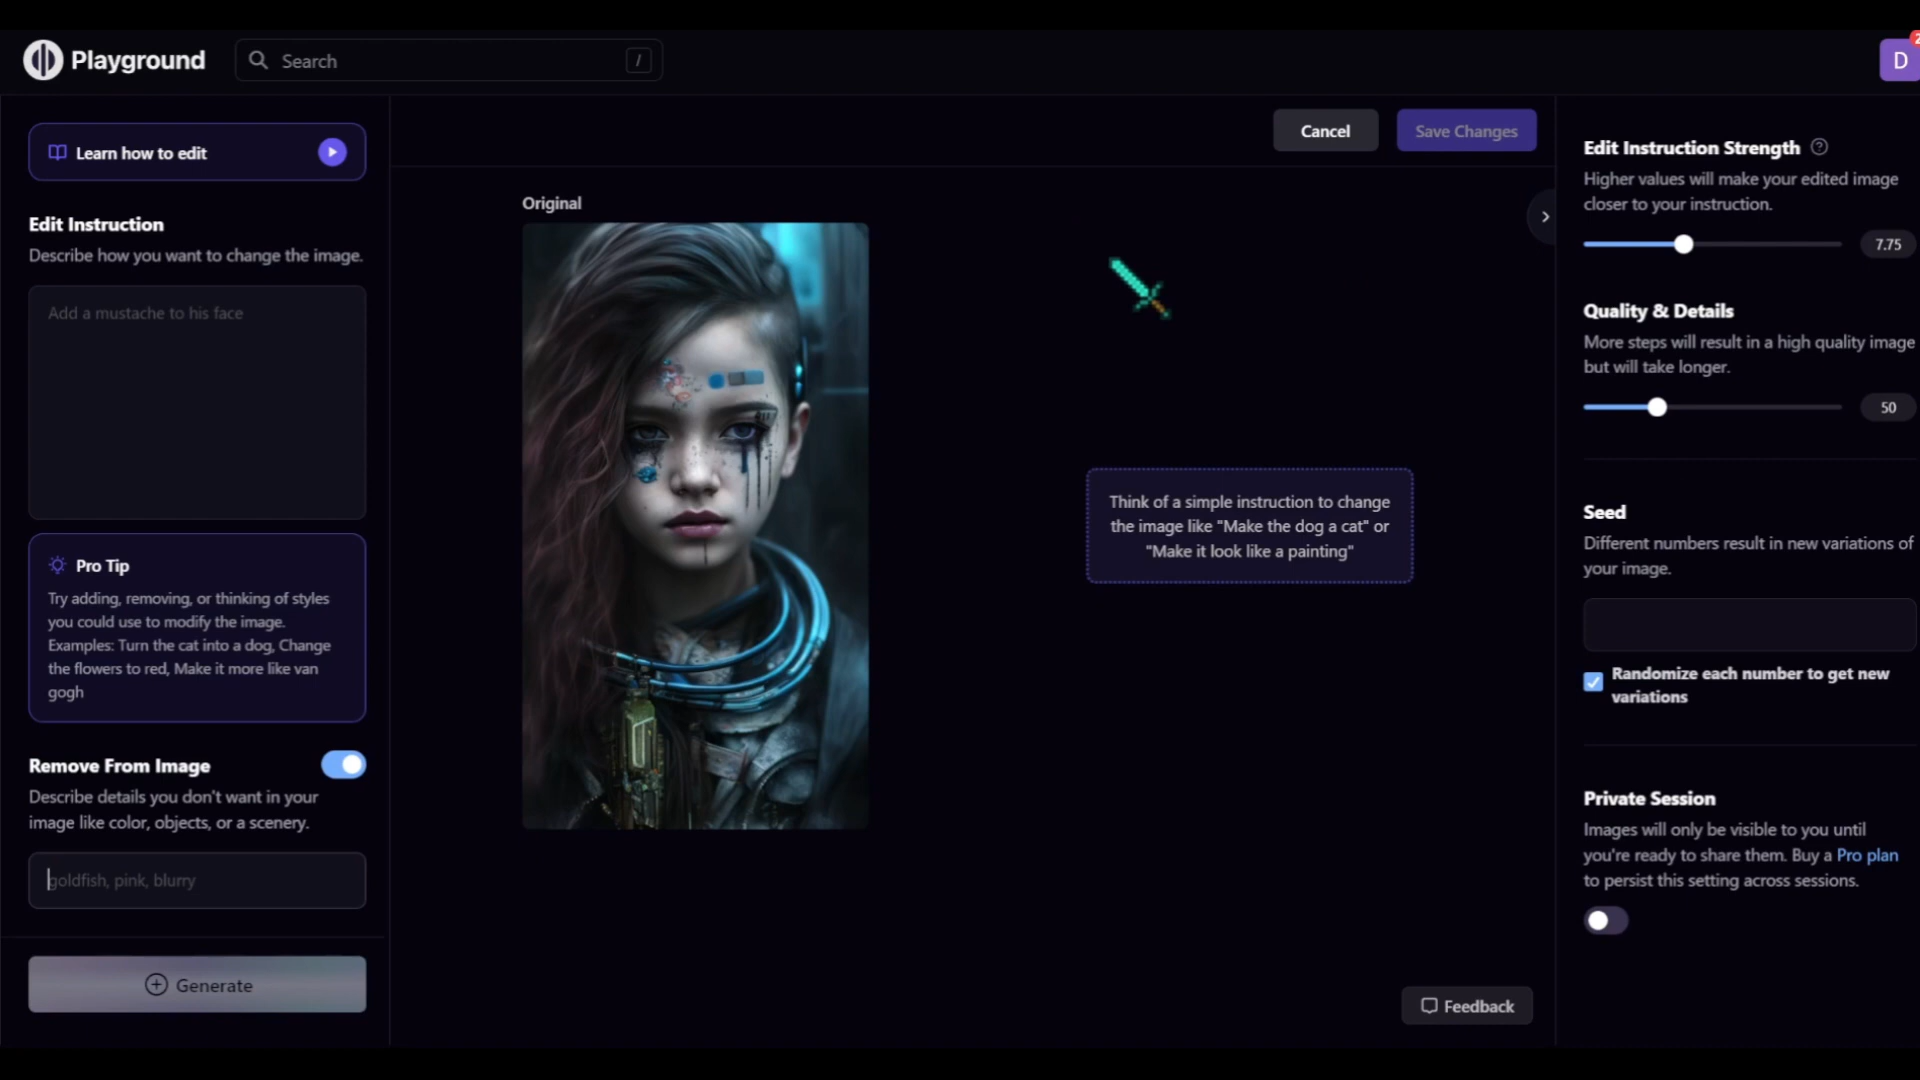 Playground
Search
/
D
2
Learn how to edit
Edit Instruction
Describe how you want to change the image.
Add a mustache to his face
Pro Tip
Try adding, removing, or thinking of styles
you could use to modify the image.
Examples: Turn the cat into a dog, Change
the flowers to red, Make it more like van
gogh
Remove From Image
Describe details you don't want in your
image like color, objects, or a scenery.
goldfish, pink, blurry
Generate
Cancel
Save Changes
Original
Think of a simple instruction to change
the image like "Make the dog a cat" or
"Make it look like a painting"
Feedback
Edit Instruction Strength
Higher values will make your edited image
closer to your instruction.
7.75
Quality & Details
More steps will result in a high quality image
but will take longer.
50
Seed
Different numbers result in new variations of
your image.
Randomize each number to get new
variations
Private Session
Images will only be visible to you until
you're ready to share them. Buy a Pro plan
to persist this setting across sessions.